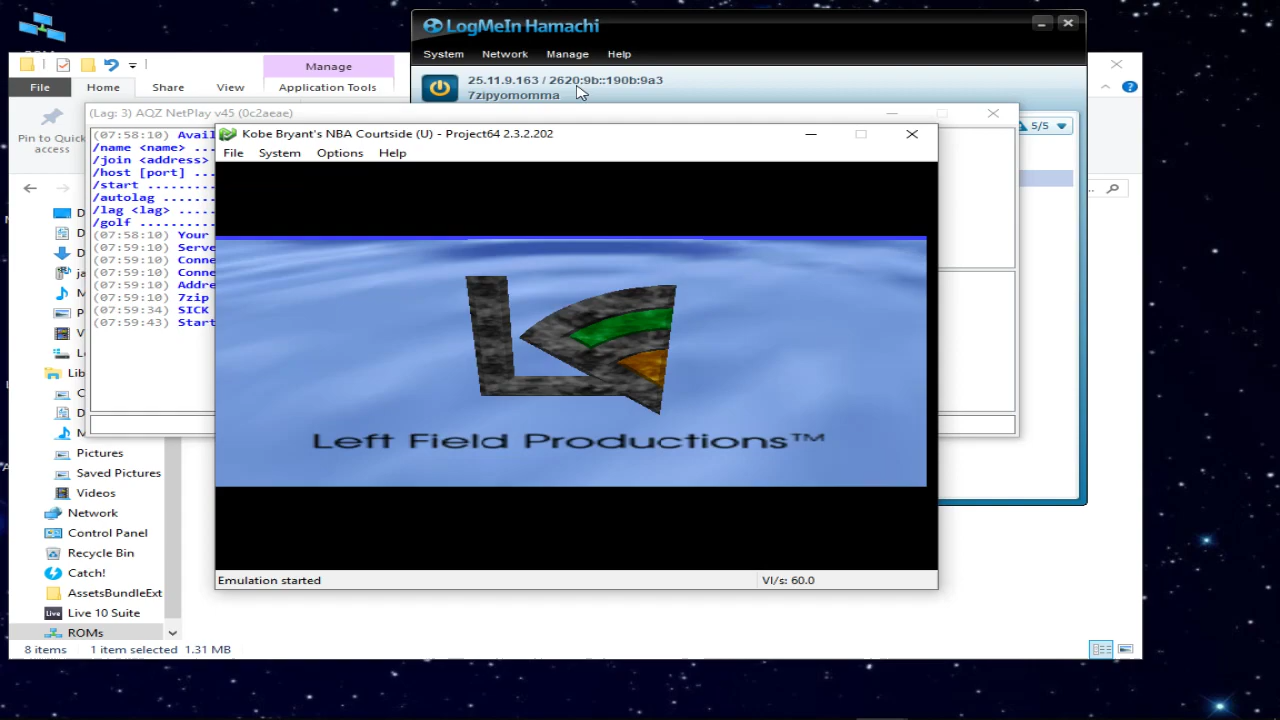 LogMeIn Hamachi
System Network Manage Help
25.11.9.163 / 2620:9b::190b:9a3
7zipyomomma
5/5
Manage
File Home Share View Application Tools
Pin to Quick
access
(Lag: 3) AQZ NetPlay v45 (0c2aeae)
(07:58:10) Avai
/name <name> ...
/join <address>
/host [port] ...
/start .........
/autolag .......
/lag <lag> .....
/golf ..........
(07:58:10) Your
(07:59:10) Serve
(07:59:10) Conne
(07:59:10) Conne
(07:59:10) Addre
(07:59:10) 7zip
(07:59:34) SICK
(07:59:43) Start
Kobe Bryant's NBA Courtside (U) - Project64 2.3.2.202
File System Options Help
Left Field Productions™
Emulation started VI/s: 60.0
D
D
D
ja
M
P
V
Lo
Lib
C
D
M
Pictures
Saved Pictures
Videos
Network
Control Panel
Recycle Bin
Catch!
AssetsBundleExt
Live Live 10 Suite
ROMs
8 items 1 item selected 1.31 MB